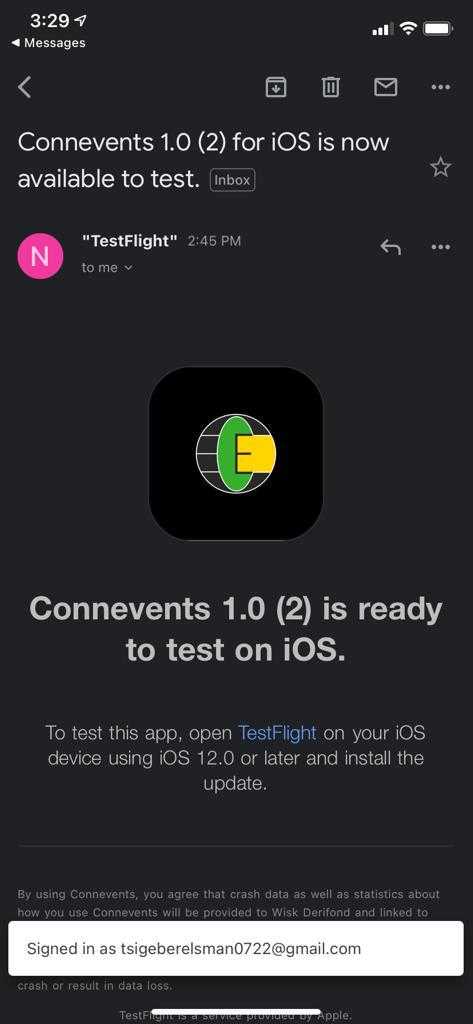 3:29
Messages
Connevents 1.0 (2) for iOS is now
available to test. Inbox
N
"TestFlight" 2:45 PM
to me
E
Connevents 1.0 (2) is ready
to test on iOS.
To test this app, open TestFlight on your iOS
device using iOS 12.0 or later and install the
update.
By using Connevents, you agree that crash data as well as statistics about
how you use Connevents will be provided to Wisk Derifond and linked to
Signed in as tsigeberelsman0722@gmail.com
crash or result in data loss.
TestFlight is a service provided by Apple.